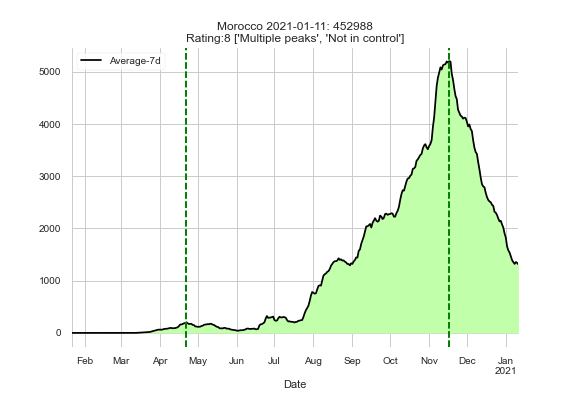 Morocco 2021-01-11: 452988
Rating:8 ['Multiple peaks', 'Not in control']
Average-7d
5000
4000
3000
2000
1000
0
Feb Mar Apr May Jun Jul Aug Sep Oct Nov Dec Jan
2021
Date